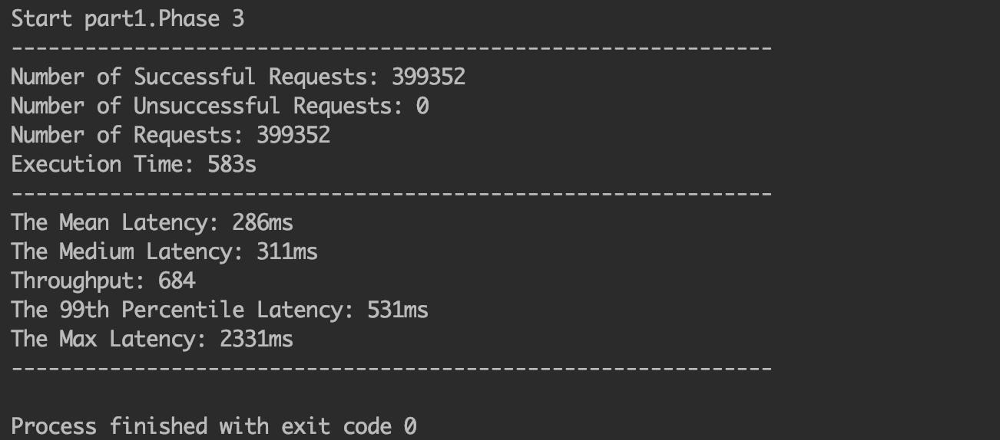 Start part1.Phase 3
--------------------------------------------------------------
Number of Successful Requests: 399352
Number of Unsuccessful Requests: 0
Number of Requests: 399352
Execution Time: 583s
--------------------------------------------------------------
The Mean Latency: 286ms
The Medium Latency: 311ms
Throughput: 684
The 99th Percentile Latency: 531ms
The Max Latency: 2331ms
--------------------------------------------------------------
Process finished with exit code 0